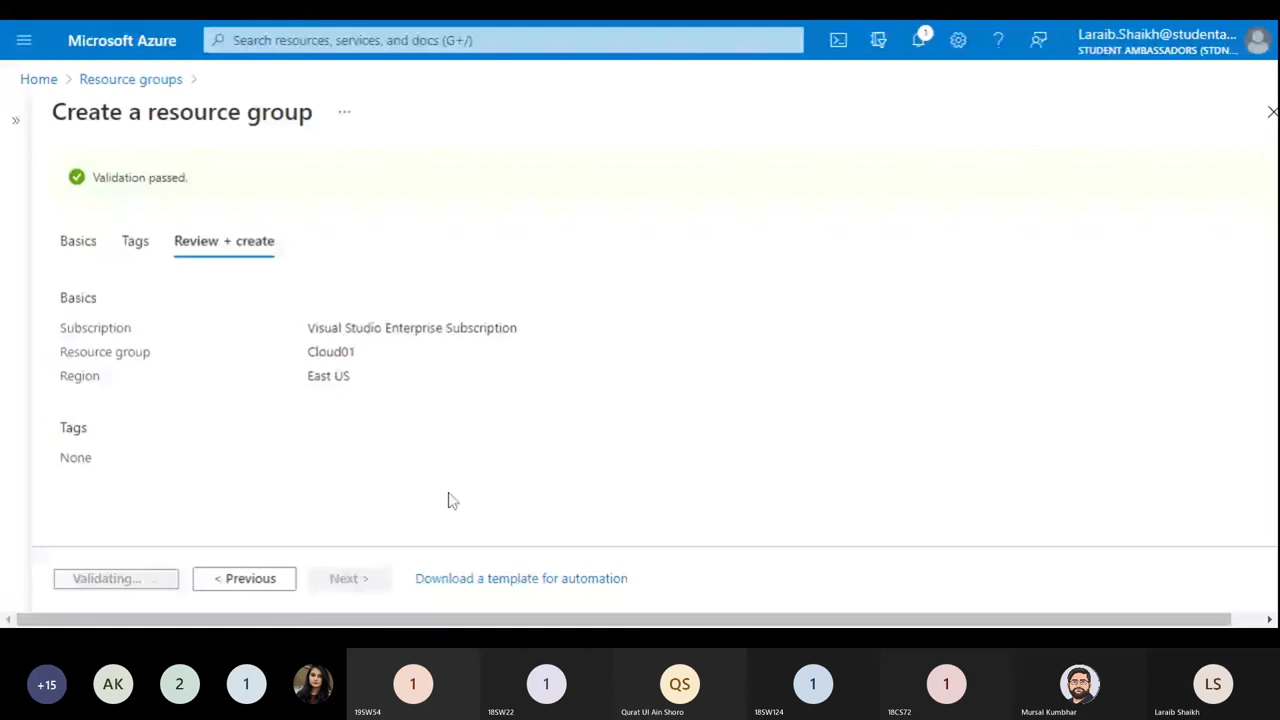 Microsoft Azure
Search resources, services, and docs (G+/)
1
Laraib.Shaikh@studenta...
STUDENT AMBASSADORS (STDN...
Home > Resource groups >
»
Create a resource group ...
Validation passed.
Basics Tags Review + create
Basics
Subscription Visual Studio Enterprise Subscription
Resource group Cloud01
Region East US
Tags
None
Validating... < Previous Next > Download a template for automation
+15 AK 2 1 1 1 QS 1 1 LS
19SW54 18SW22 Qurat Ul Ain Shoro 18SW124 18CS72 Mursal Kumbhar Laraib Shaikh